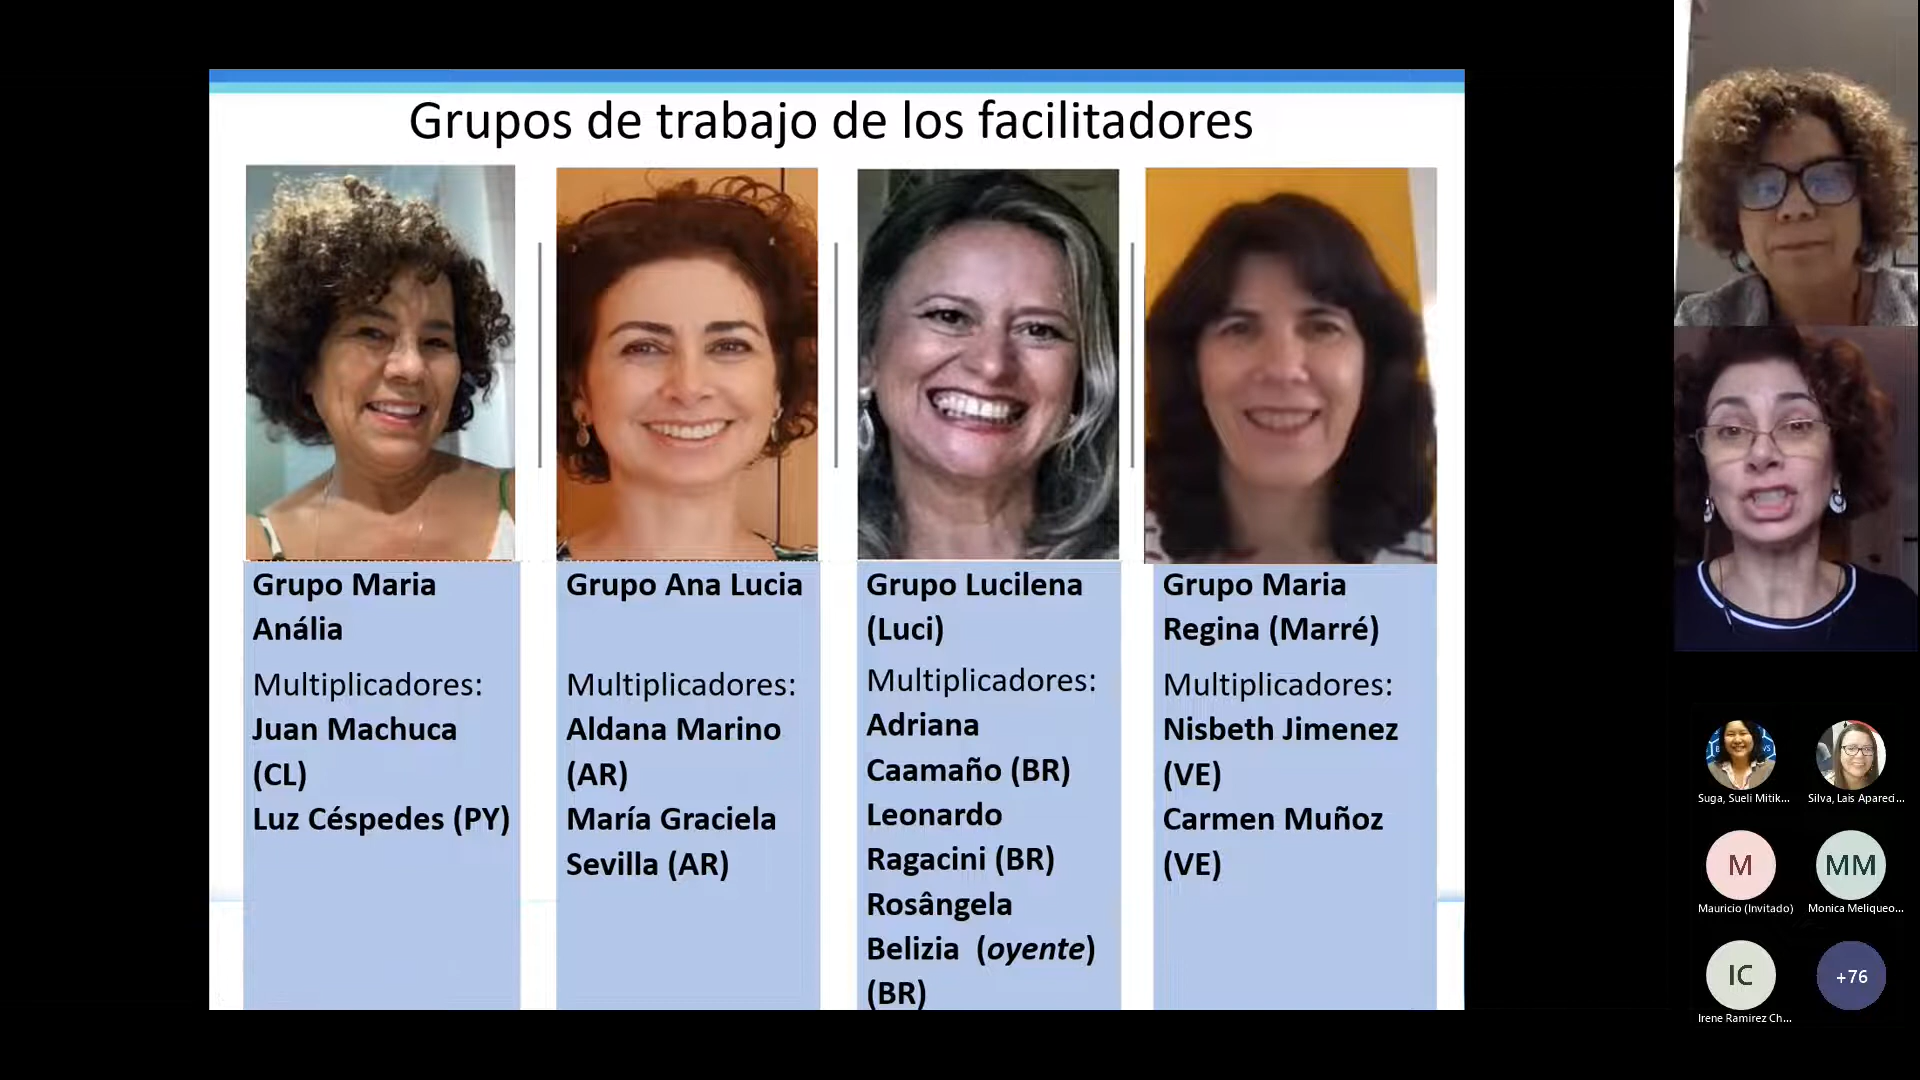 Grupos de trabajo de los facilitadores
Grupo Maria
Anália
Multiplicadores:
Juan Machuca
(CL)
Luz Céspedes (PY)
Grupo Ana Lucia
Multiplicadores:
Aldana Marino
(AR)
María Graciela
Sevilla (AR)
Grupo Lucilena
(Luci)
Multiplicadores:
Adriana
Caamaño (BR)
Leonardo
Ragacini (BR)
Rosângela
Belizia (oyente)
(BR)
Grupo Maria
Regina (Marré)
Multiplicadores:
Nisbeth Jimenez
(VE)
Carmen Muñoz
(VE)
Suga, Sueli Mitik...
Silva, Lais Apareci...
M
Mauricio (Invitado)
MM
Monica Meliqueo...
IC
Irene Ramirez Ch...
+76